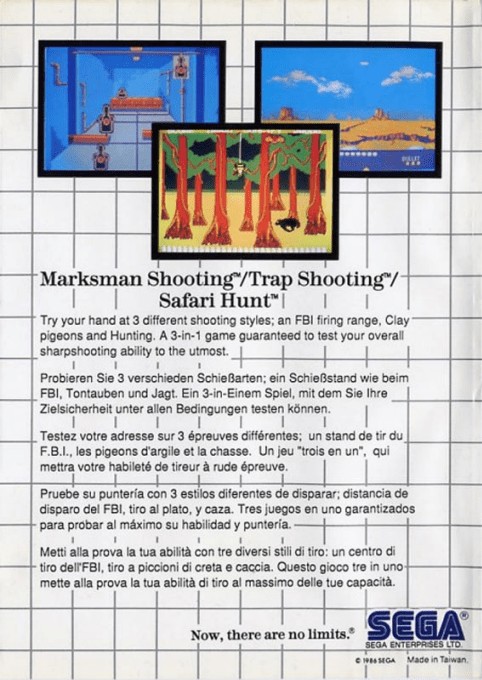 BULLET
Marksman Shooting™/Trap Shooting™/
Safari Hunt™
Try your hand at 3 different shooting styles; an FBI firing range, Clay
pigeons and Hunting. A 3-in-1 game guaranteed to test your overall
sharpshooting ability to the utmost.
Probieren Sie 3 verschieden Schießarten; ein Schießstand wie beim
FBI, Tontauben und Jagt. Ein 3-in-Einem Spiel, mit dem Sie Ihre
Zielsicherheit unter allen Bedingungen testen können.
Testez votre adresse sur 3 épreuves différentes; un stand de tir du
F.B.I., les pigeons d'argile et la chasse. Un jeu "trois en un", qui
mettra votre habileté de tireur à rude épreuve.
Pruebe su puntería con 3 estilos diferentes de disparar; distancia de
disparo del FBI, tiro al plato, y caza. Tres juegos en uno garantizados
para probar al máximo su habilidad y puntería.
Metti alla prova la tua abilità con tre diversi stili di tiro: un centro di
tiro dell'FBI, tiro a piccioni di creta e caccia. Questo gioco tre in uno
mette alla prova la tua abilità di tiro al massimo delle tue capacità.
Now, there are no limits.®
SEGA®
SEGA ENTERPRISES LTD.
© 1986 SEGA Made in Taiwan.